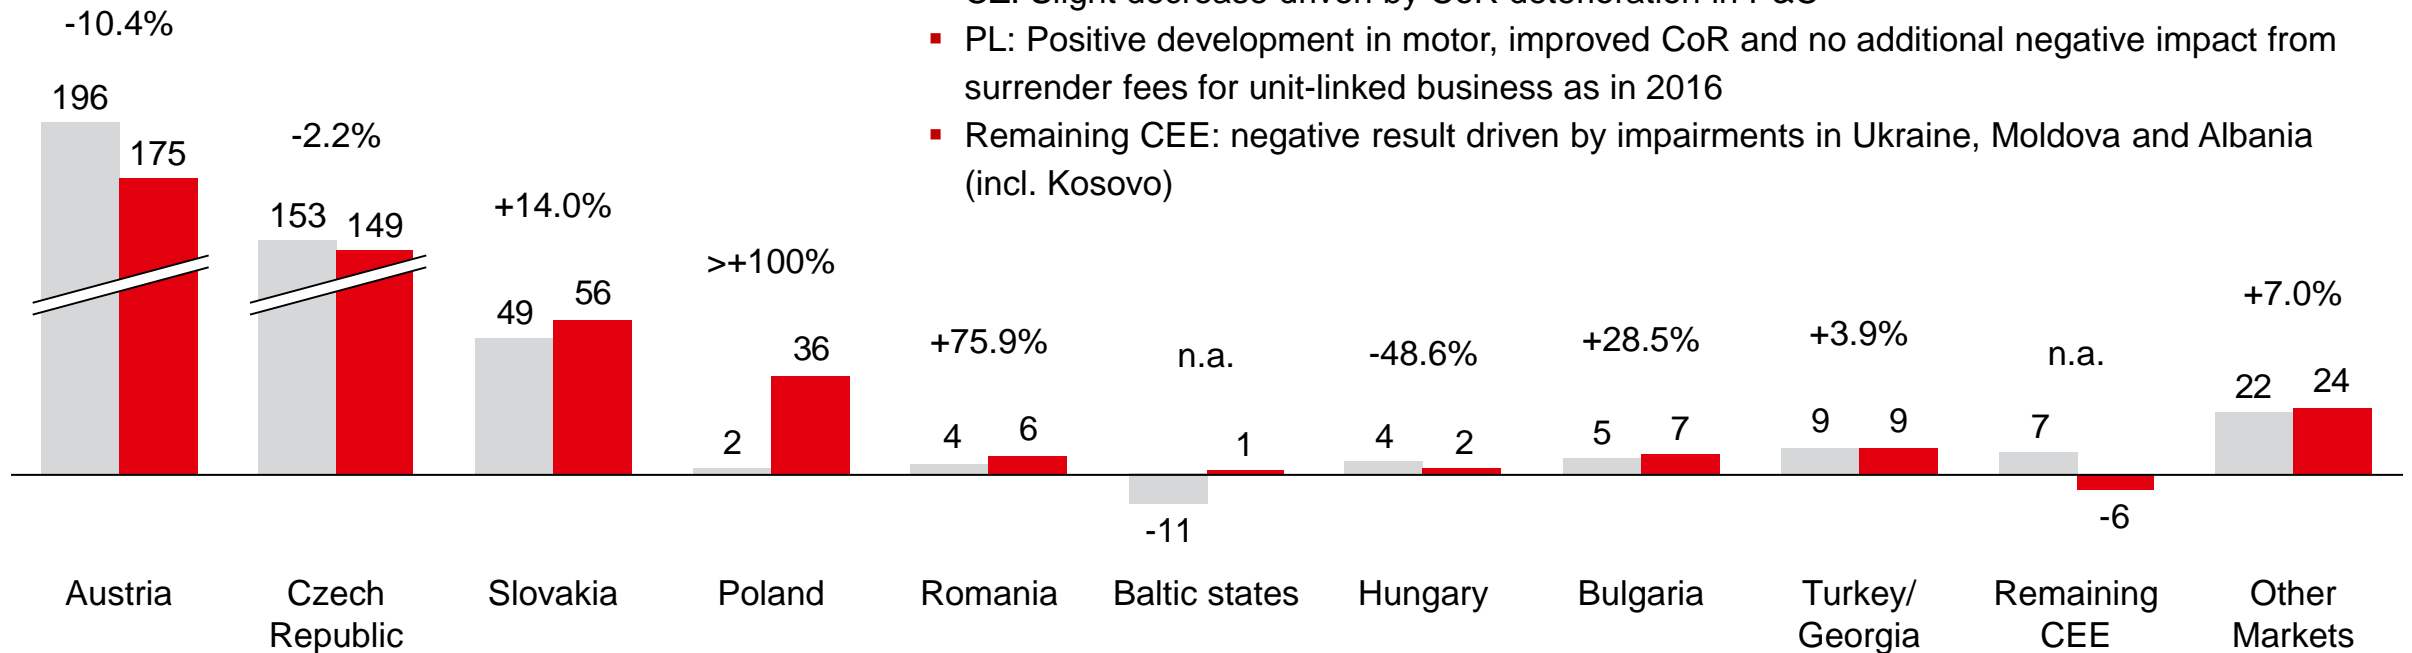 PL: Positive development in motor, improved CoR and no additional negative impact from
surrender fees for unit-linked business as in 2016
Remaining CEE: negative result driven by impairments in Ukraine, Moldova and Albania
(incl. Kosovo)
-10.4%
196
175
-2.2%
153
149
+14.0%
49
56
>+100%
2
36
+75.9%
4
6
n.a.
-11
1
-48.6%
4
2
+28.5%
5
7
+3.9%
9
9
n.a.
7
-6
+7.0%
22
24
Austria
Czech
Republic
Slovakia
Poland
Romania
Baltic states
Hungary
Bulgaria
Turkey/
Georgia
Remaining
CEE
Other
Markets